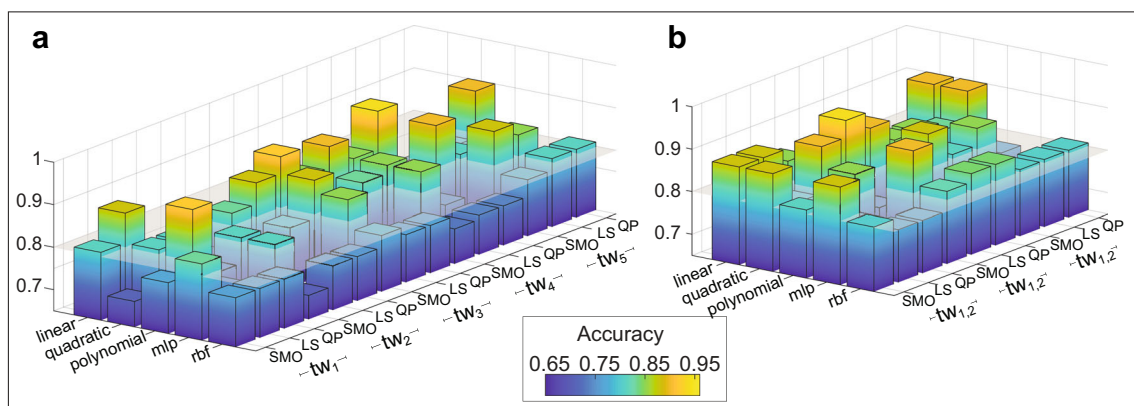 a
b
1
0.9
0.8
0.7
linear
quadratic
polynomial
mlp
rbf
SMO
LS
QP
SMO
LS
QP
SMO
LS
QP
SMO
LS
QP
SMO
LS
QP
tw1
tw2
tw3
tw4
tw5
1
0.9
0.8
0.7
linear
quadratic
polynomial
mlp
rbf
SMO
LS
QP
SMO
LS
QP
SMO
LS
QP
tw1,2
tw1,2
tw1,2
Accuracy
0.65 0.75 0.85 0.95